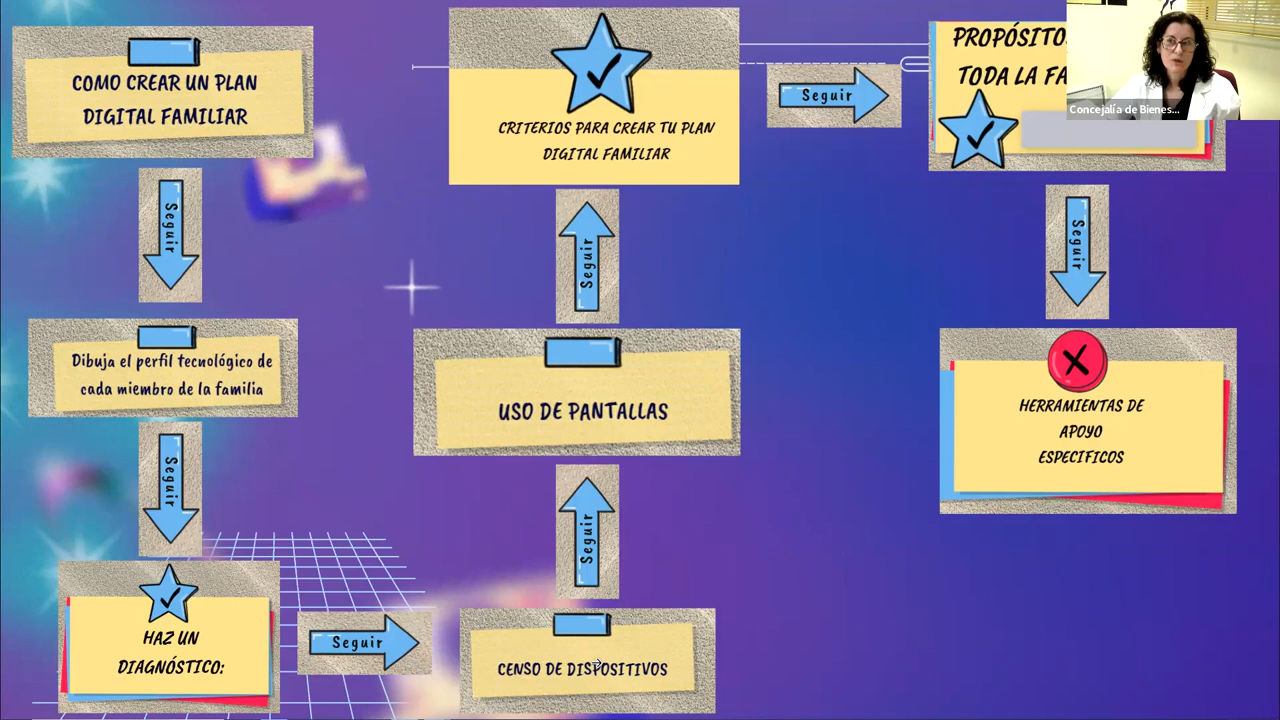 COMO CREAR UN PLAN
DIGITAL FAMILIAR
Seguir
Dibuja el perfil tecnológico de
cada miembro de la familia
Seguir
HAZ UN
DIAGNÓSTICO:
Seguir
CENSO DE DISPOSITIVOS
Seguir
USO DE PANTALLAS
Seguir
CRITERIOS PARA CREAR TU PLAN
DIGITAL FAMILIAR
Seguir
TODA LA
Concejalía de Bienes...
Seguir
HERRAMIENTAS DE
APOYO
ESPECIFICOS